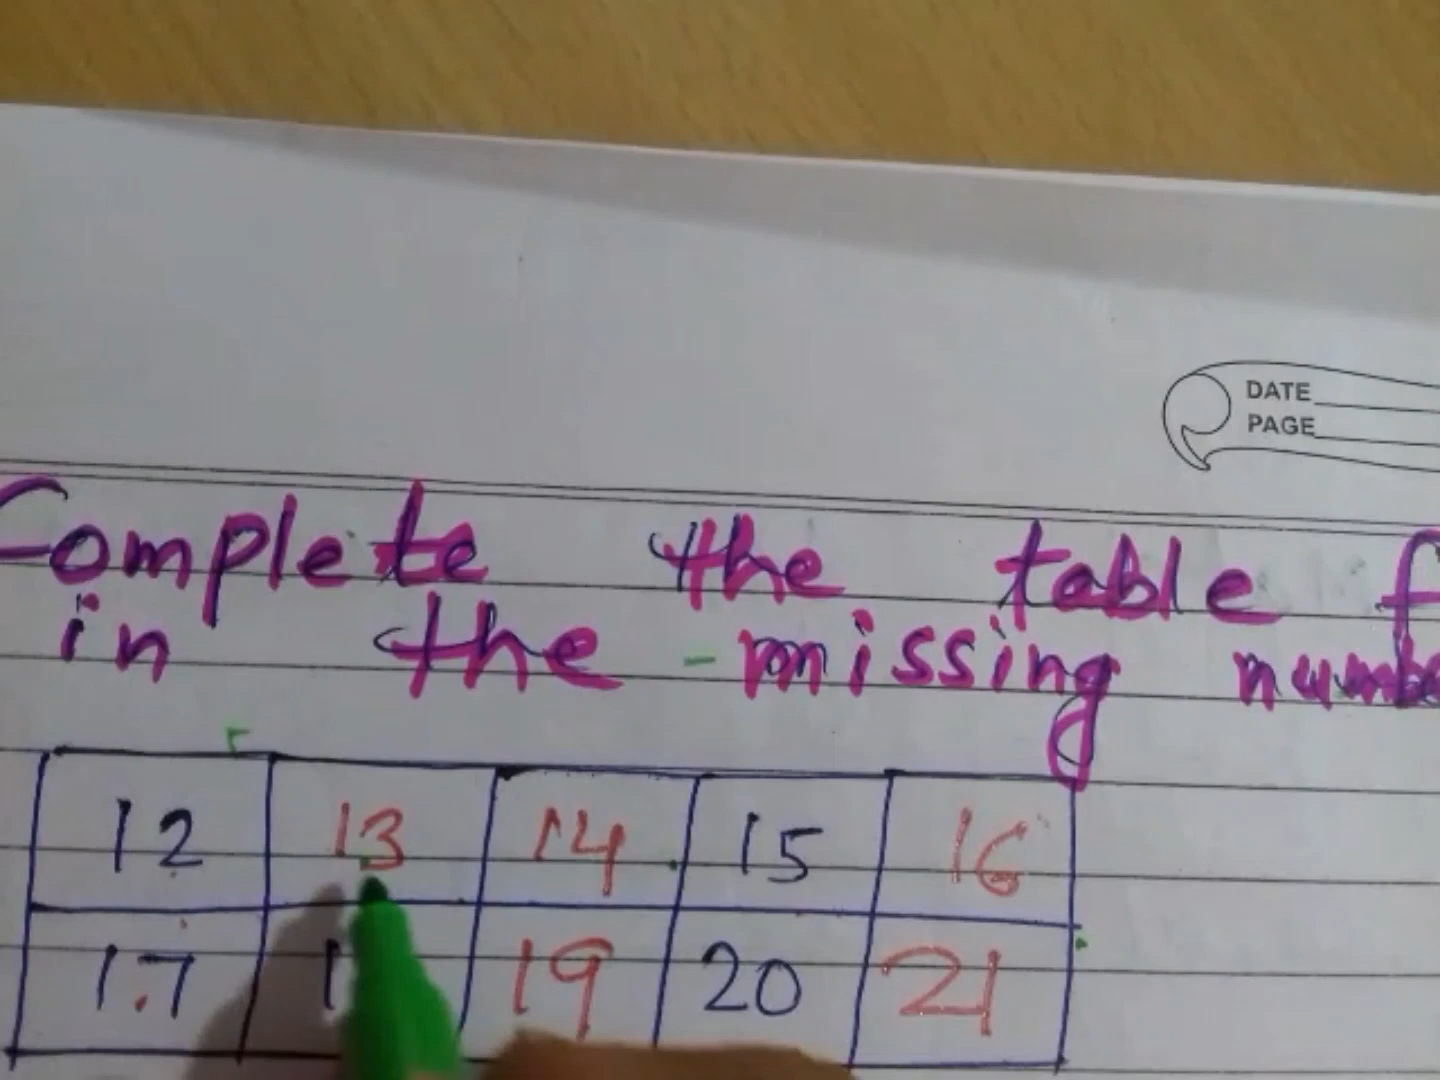 DATE
PAGE
Complete the table
in the - missing
12 13 14 15 16
17 19 20 21